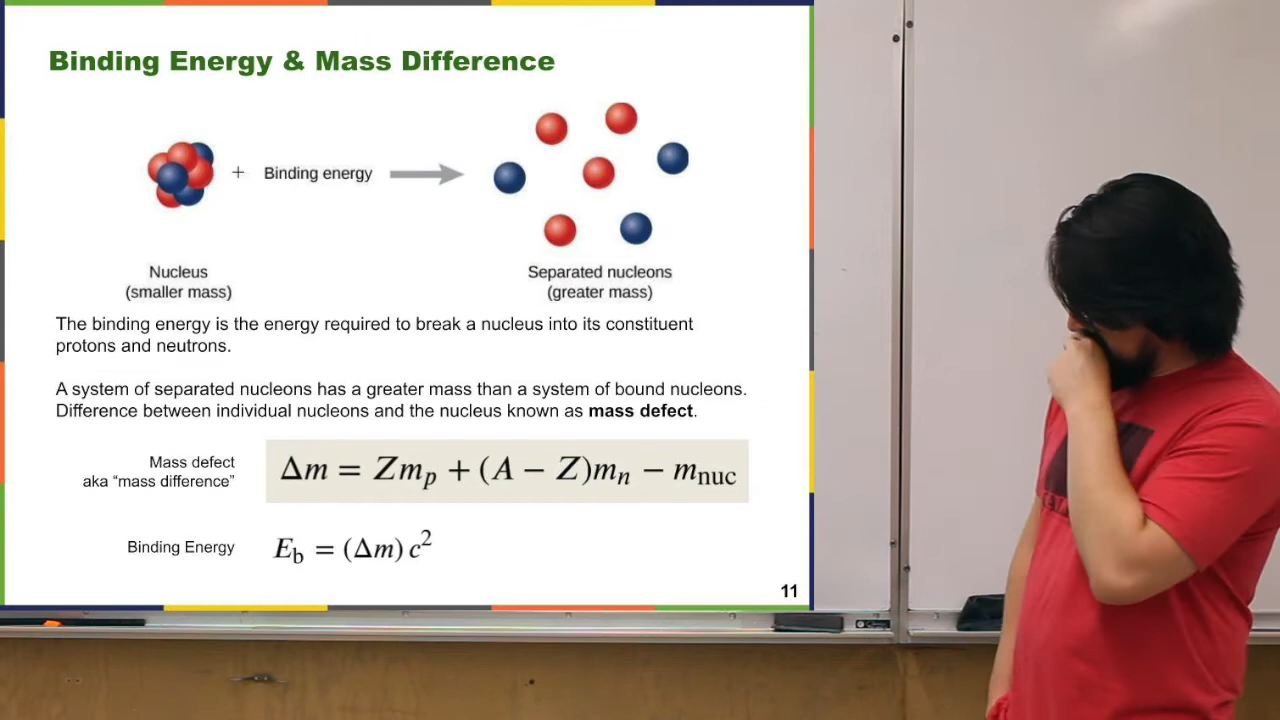 Binding Energy & Mass Difference
+ Binding energy
Nucleus
(smaller mass)
Separated nucleons
(greater mass)
The binding energy is the energy required to break a nucleus into its constituent
protons and neutrons.
A system of separated nucleons has a greater mass than a system of bound nucleons.
Difference between individual nucleons and the nucleus known as mass defect.
Mass defect
aka “mass difference”
Δm = Zm_p + (A − Z)m_n − m_nuc
Binding Energy
E_b = (Δm) c²
11